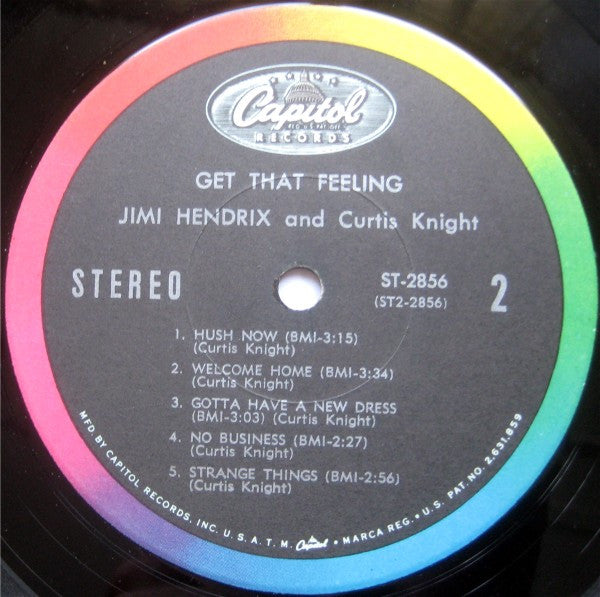 Capitol
REG. U.S. PAT. OFF.
RECORDS
GET THAT FEELING
JIMI HENDRIX and Curtis Knight
STEREO
ST-2856
(ST2-2856)
2
1. HUSH NOW (BMI-3:15)
(Curtis Knight)
2. WELCOME HOME (BMI-3:34)
(Curtis Knight)
3. GOTTA HAVE A NEW DRESS
(BMI-3:03) (Curtis Knight)
4. NO BUSINESS (BMI-2:27)
(Curtis Knight)
5. STRANGE THINGS (BMI-2:56)
(Curtis Knight)
MFD. BY CAPITOL RECORDS, INC. U. S. A. T. M. Capitol • MARCA REG. • U. S. PAT. NO. 2,631,859